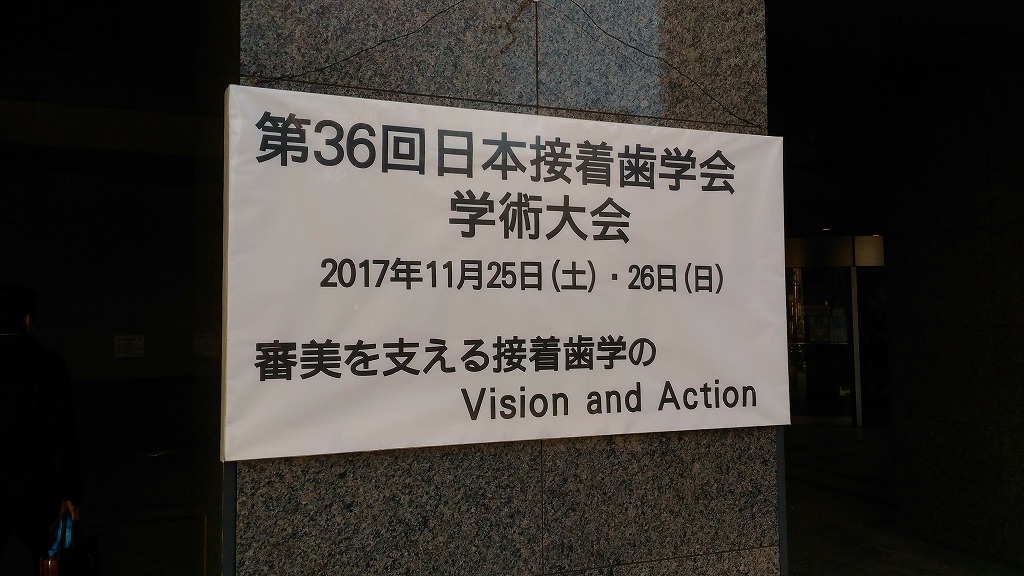 第36回日本接着歯学会
学術大会
2017年11月25日(土)・26日(日)
審美を支える接着歯学の
Vision and Action